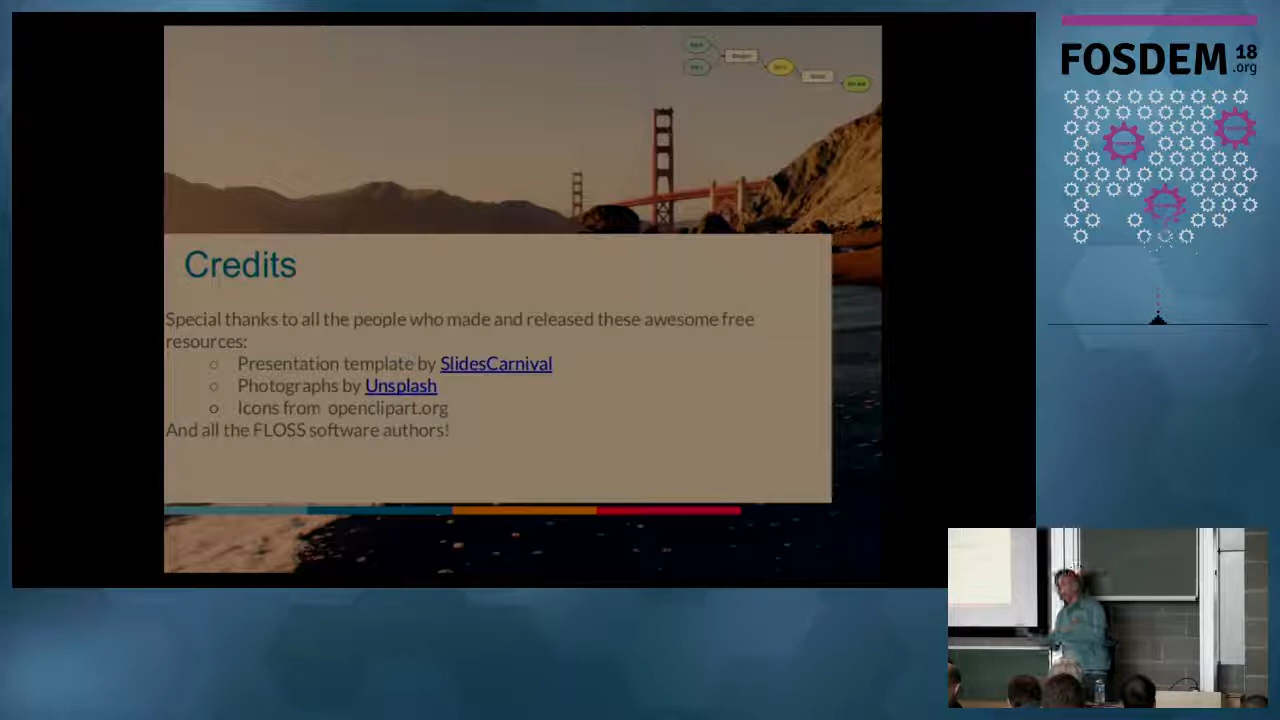 FOSDEM 18
.org
Credits
Special thanks to all the people who made and released these awesome free
resources:
○ Presentation template by SlidesCarnival
○ Photographs by Unsplash
○ Icons from openclipart.org
And all the FLOSS software authors!